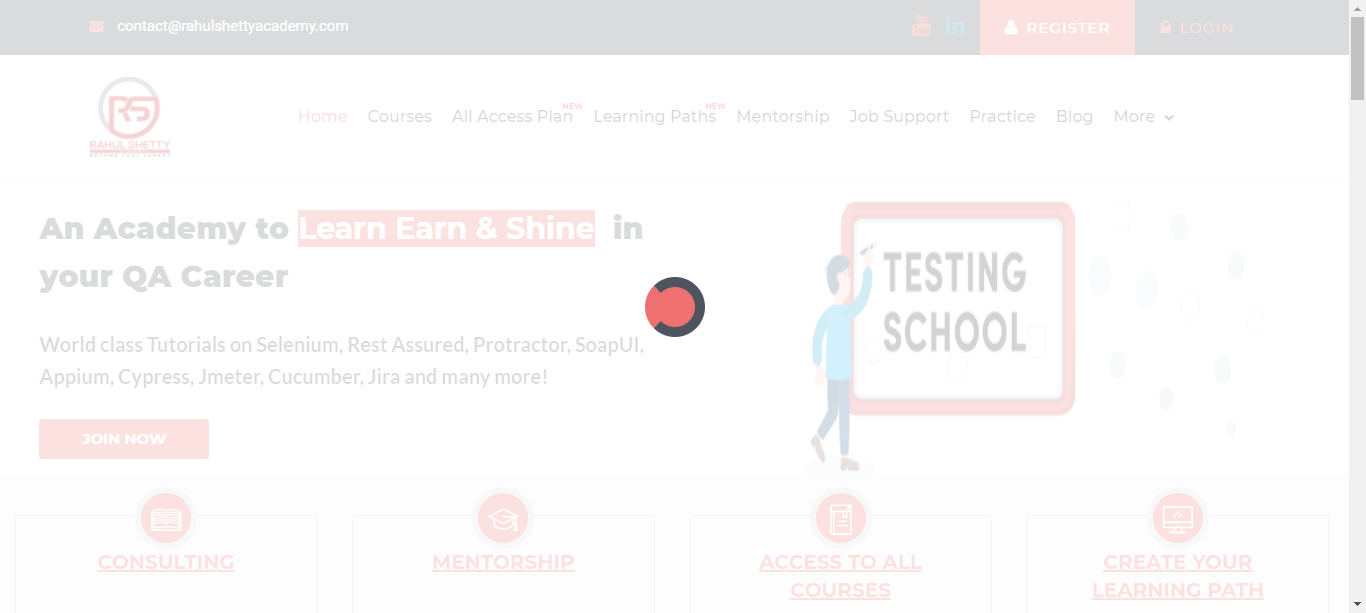 contact@rahulshettyacademy.com
You
in
REGISTER
LOGIN
RS
RAHUL SHETTY
Home Courses All Access Plan NEW Learning Paths NEW Mentorship Job Support Practice Blog More
An Academy to Learn Earn & Shine in
your QA Career
World class Tutorials on Selenium, Rest Assured, Protractor, SoapUI,
Appium, Cypress, Jmeter, Cucumber, Jira and many more!
JOIN NOW
TESTING
SCHOOL
CONSULTING
MENTORSHIP
ACCESS TO ALL
COURSES
CREATE YOUR
LEARNING PATH